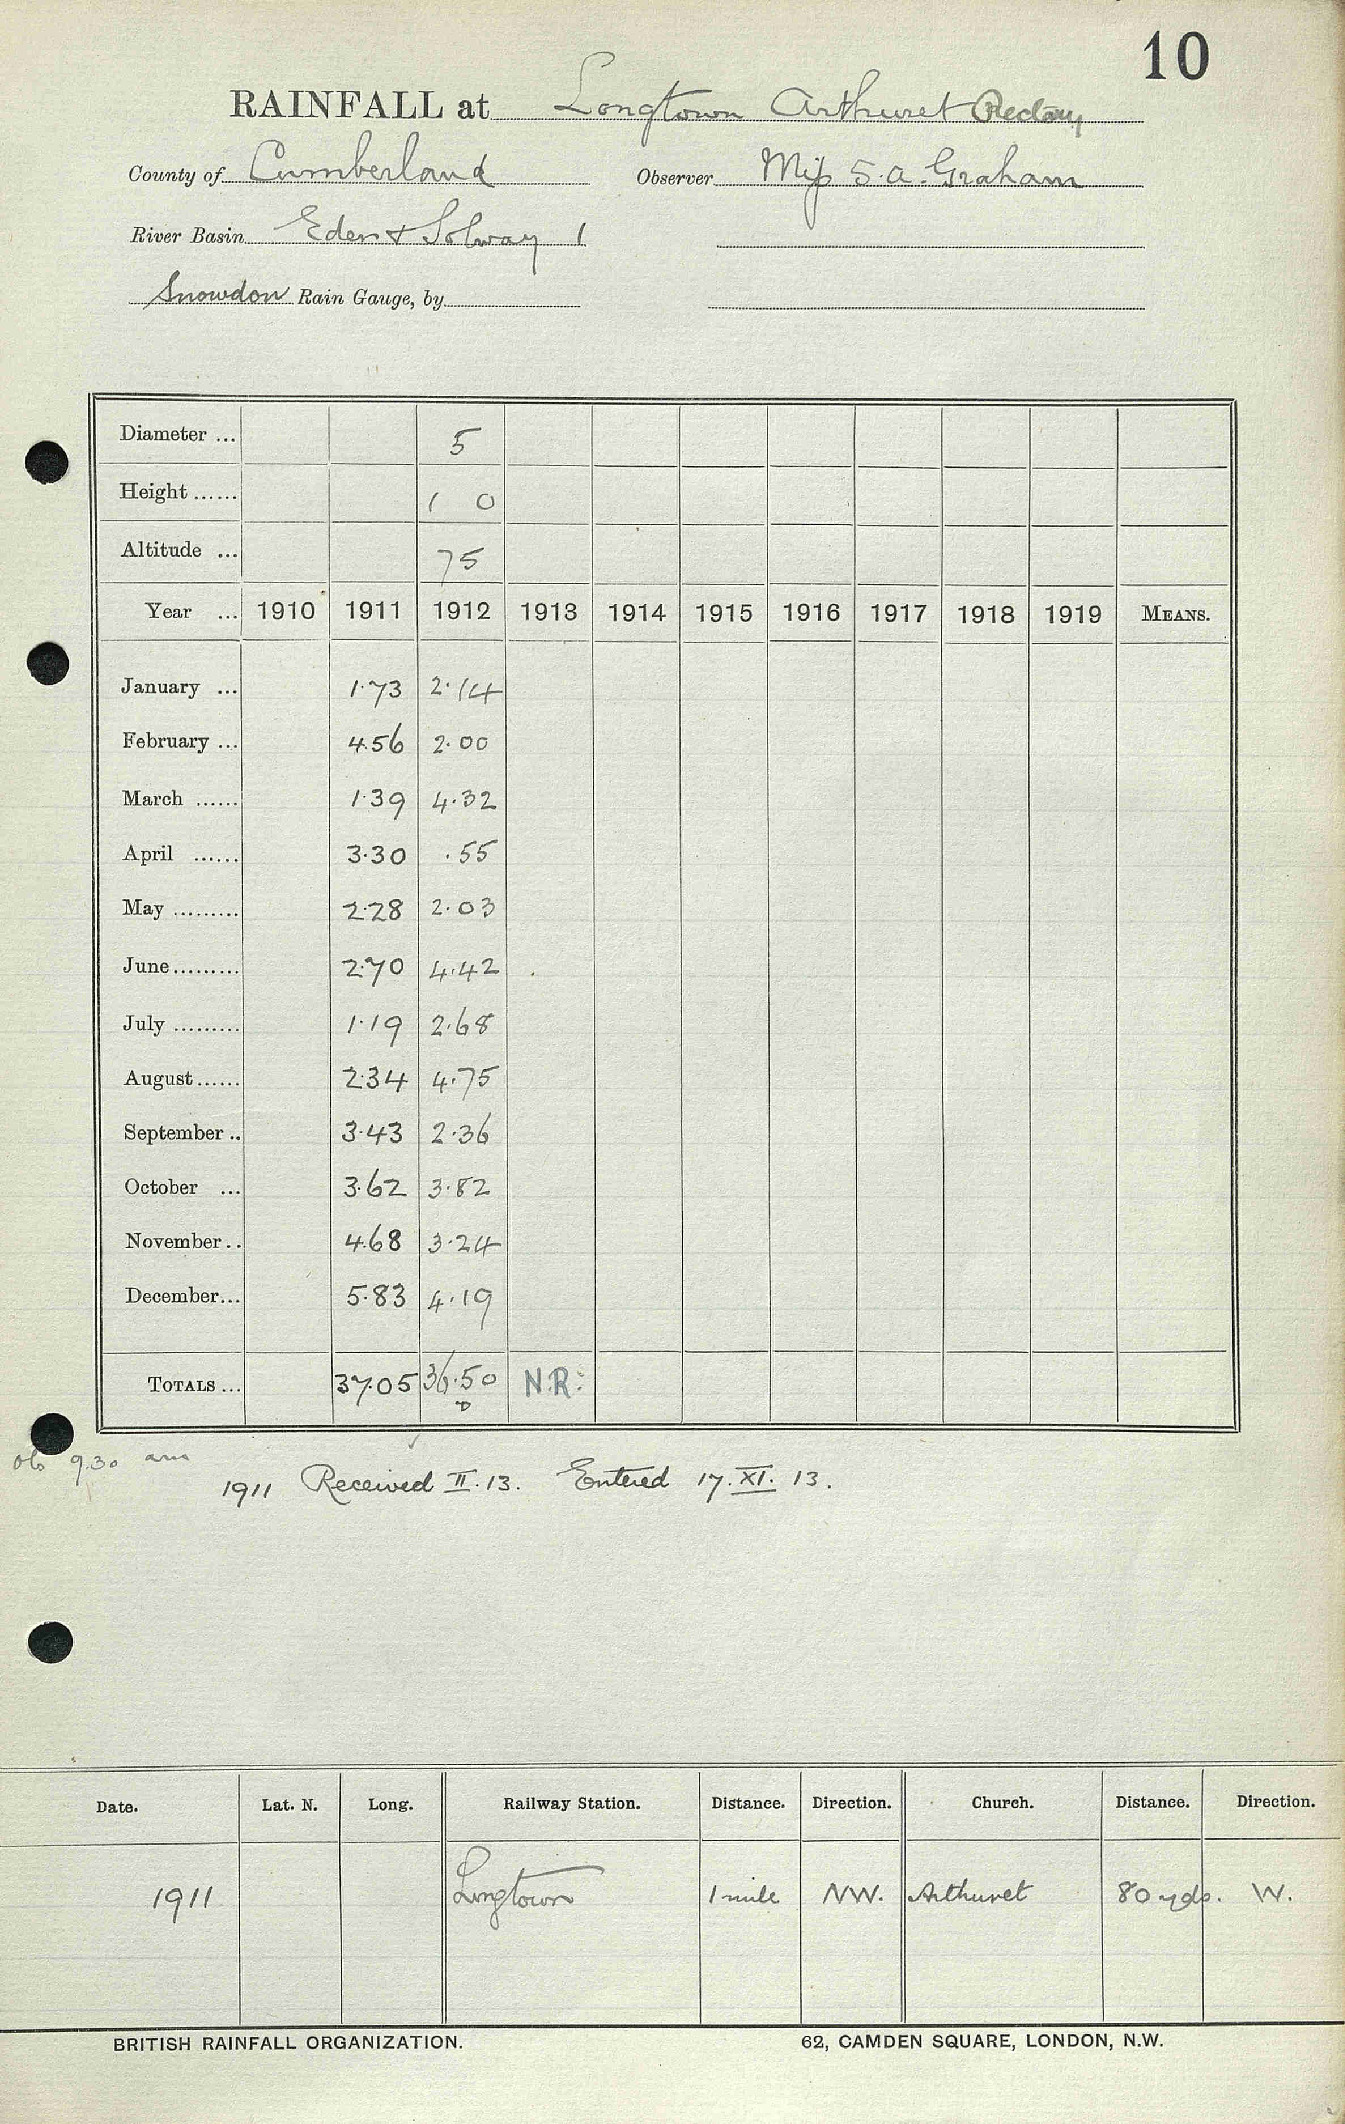 10
RAINFALL at Longtown Arthuret Rectory
County of Cumberland Observer Miss S. A. Graham
River Basin Eden & Solway 1
Snowdon Rain Gauge, by
Diameter ... 5
Height ...... 1 0
Altitude ... 75
Year ... 1910 1911 1912 1913 1914 1915 1916 1917 1918 1919 MEANS.
January ... 1.73 2.14
February ... 4.56 2.00
March ...... 1.39 4.32
April ...... 3.30 .55
May ......... 2.28 2.03
June ......... 2.70 4.42
July ......... 1.19 2.68
August ...... 2.34 4.75
September .. 3.43 2.36
October ... 3.62 3.82
November .. 4.68 3.24
December ... 5.83 4.19
TOTALS ... 37.05 36.50 N.R.
9.30 am
1911 Received II.13. Entered 17.XI.13.
Date. Lat. N. Long. Railway Station. Distance. Direction. Church. Distance. Direction.
1911 Longtown 1 mile NW. Arthuret 80 yds. W.
BRITISH RAINFALL ORGANIZATION. 62, CAMDEN SQUARE, LONDON, N.W.